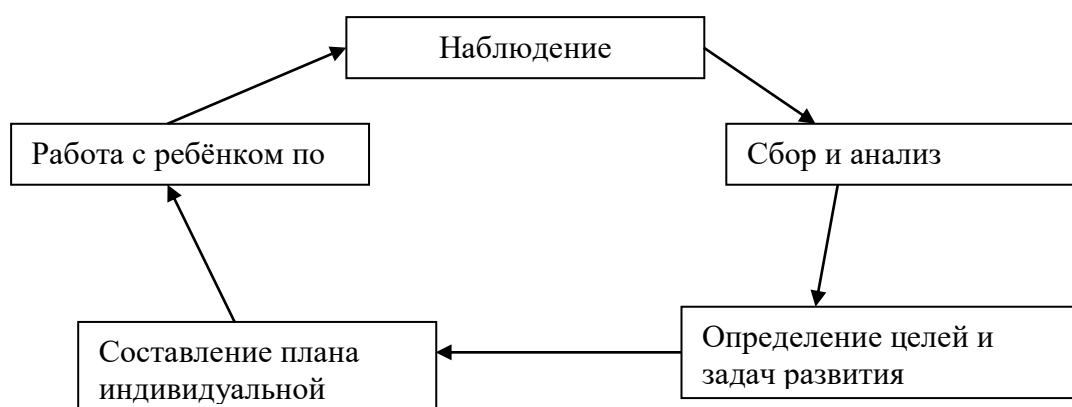 Наблюдение
Работа с ребёнком по
Сбор и анализ
Определение целей и
задач развития
Составление плана
индивидуальной